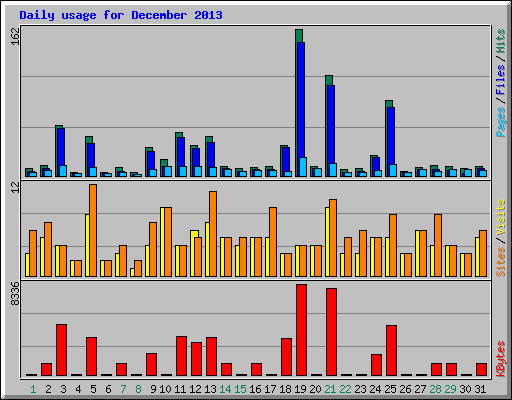 Daily usage for December 2013
162
Pages / Files / Hits
12
Sites / Visits
8336
KBytes
1 2 3 4 5 6 7 8 9 10 11 12 13 14 15 16 17 18 19 20 21 22 23 24 25 26 27 28 29 30 31